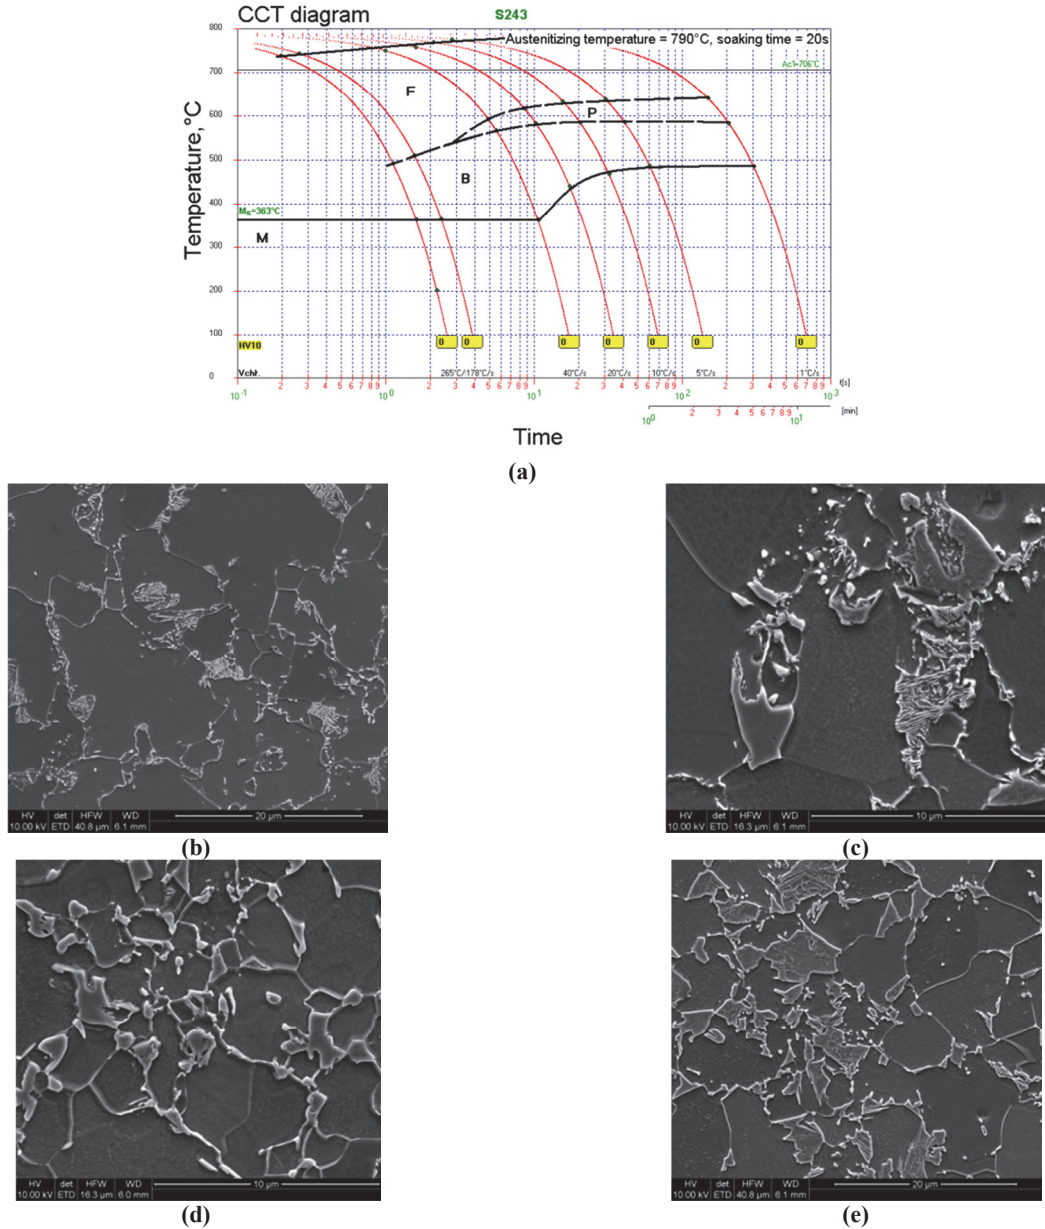 CCT diagram
S243
Austenitizing temperature = 790°C, soaking time = 20s
Ac1=706°C
800
700
600
500
400
300
200
100
0
Temperature,°C
F
P
B
Ms=363°C
M
HV10
0 0 0 0 0 0 0
Vchł.
265°C/s 178°C/s 40°C/s 20°C/s 10°C/s 5°C/s 1°C/s
2 3 4 5 6 7 8 9 2 3 4 5 6 7 8 9 2 3 4 5 6 7 8 9 2 3 4 5 6 7 8 9 t[s]
10-1 100 101 102 103
2 3 4 5 6 7 8 9 [min]
100 101
Time
(a)
HV det HFW WD
10.00 kV ETD 40.8 µm 6.1 mm 20 µm
HV det HFW WD
10.00 kV ETD 16.3 µm 6.1 mm 10 µm
(b)
(c)
HV det HFW WD
10.00 kV ETD 16.3 µm 6.0 mm 10 µm
HV det HFW WD
10.00 kV ETD 40.8 µm 6.1 mm 20 µm
(d)
(e)